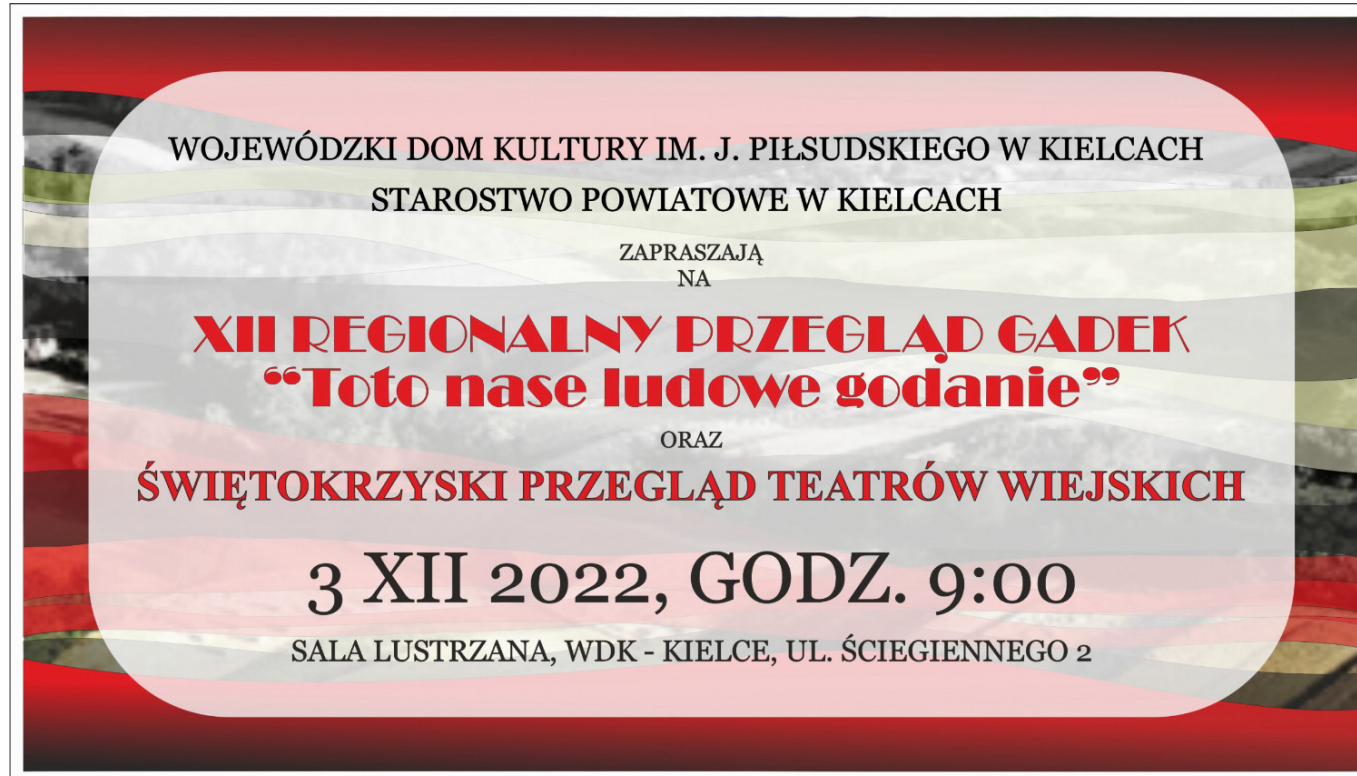 WOJEWÓDZKI DOM KULTURY IM. J. PIŁSUDSKIEGO W KIELCACH
STAROSTWO POWIATOWE W KIELCACH
ZAPRASZAJĄ
NA
XII REGIONALNY PRZEGLĄD GADEK
“Toto nase ludowe godanie”
ORAZ
ŚWIĘTOKRZYSKI PRZEGLĄD TEATRÓW WIEJSKICH
3 XII 2022, GODZ. 9:00
SALA LUSTRZANA, WDK - KIELCE, UL. ŚCIEGIENNEGO 2